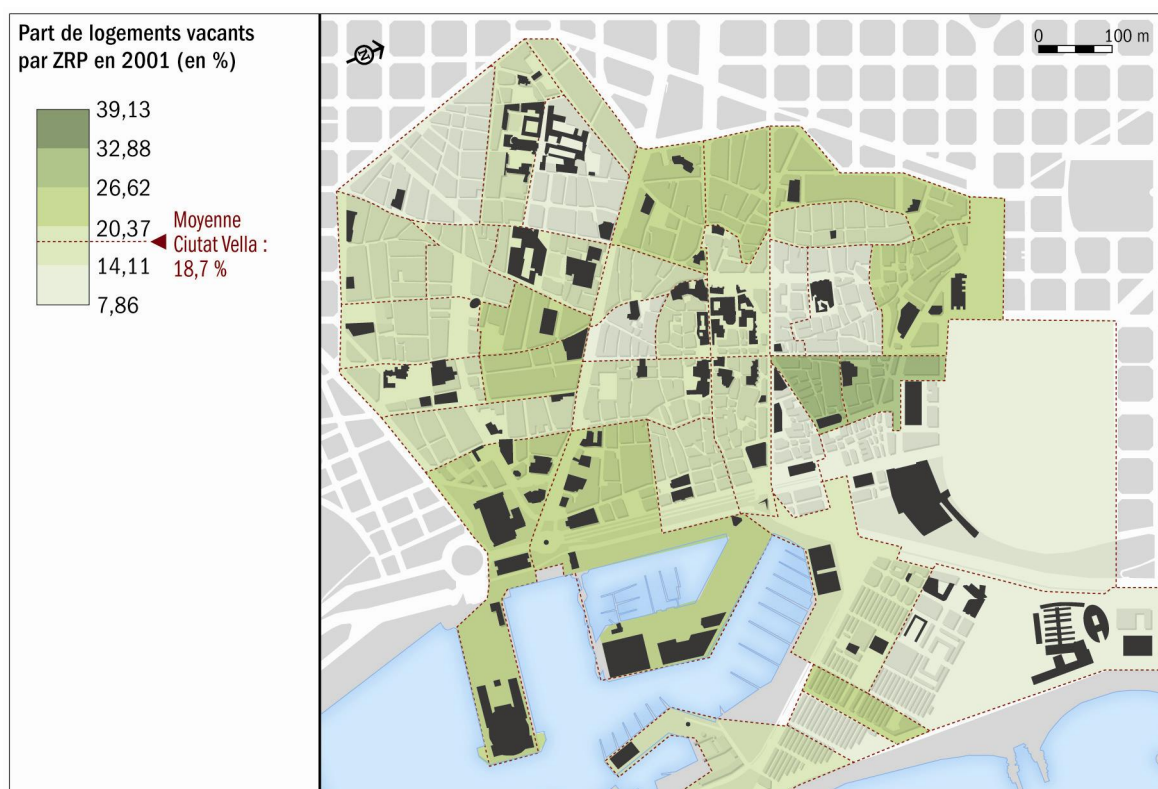 Part de logements vacants
par ZRP en 2001 (en %)
39,13
32,88
26,62
20,37
Moyenne
Ciutat Vella :
18,7 %
14,11
7,86
N
0 100 m